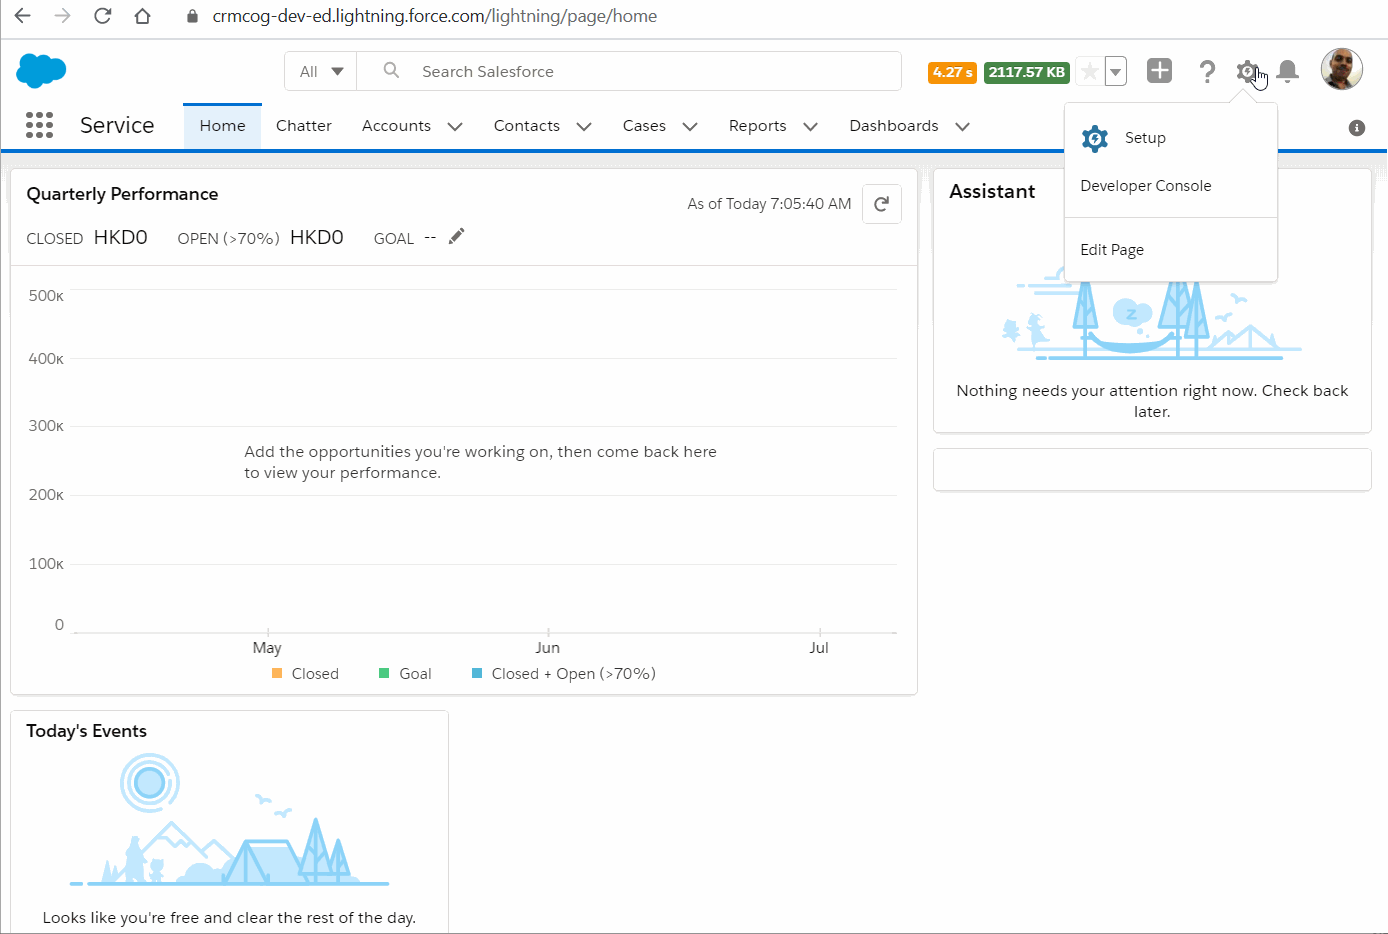 crmcog-dev-ed.lightning.force.com/lightning/page/home
All
Search Salesforce
4.27 s
2117.57 KB
Service
Home
Chatter
Accounts
Contacts
Cases
Reports
Dashboards
Setup
Developer Console
Edit Page
Quarterly Performance
As of Today 7:05:40 AM
CLOSED HKD0 OPEN (>70%) HKD0 GOAL --
500K
400K
300K
200K
100K
0
Add the opportunities you're working on, then come back here
to view your performance.
May Jun Jul
Closed Goal Closed + Open (>70%)
Assistant
z
Nothing needs your attention right now. Check back
later.
Today's Events
Looks like you're free and clear the rest of the day.